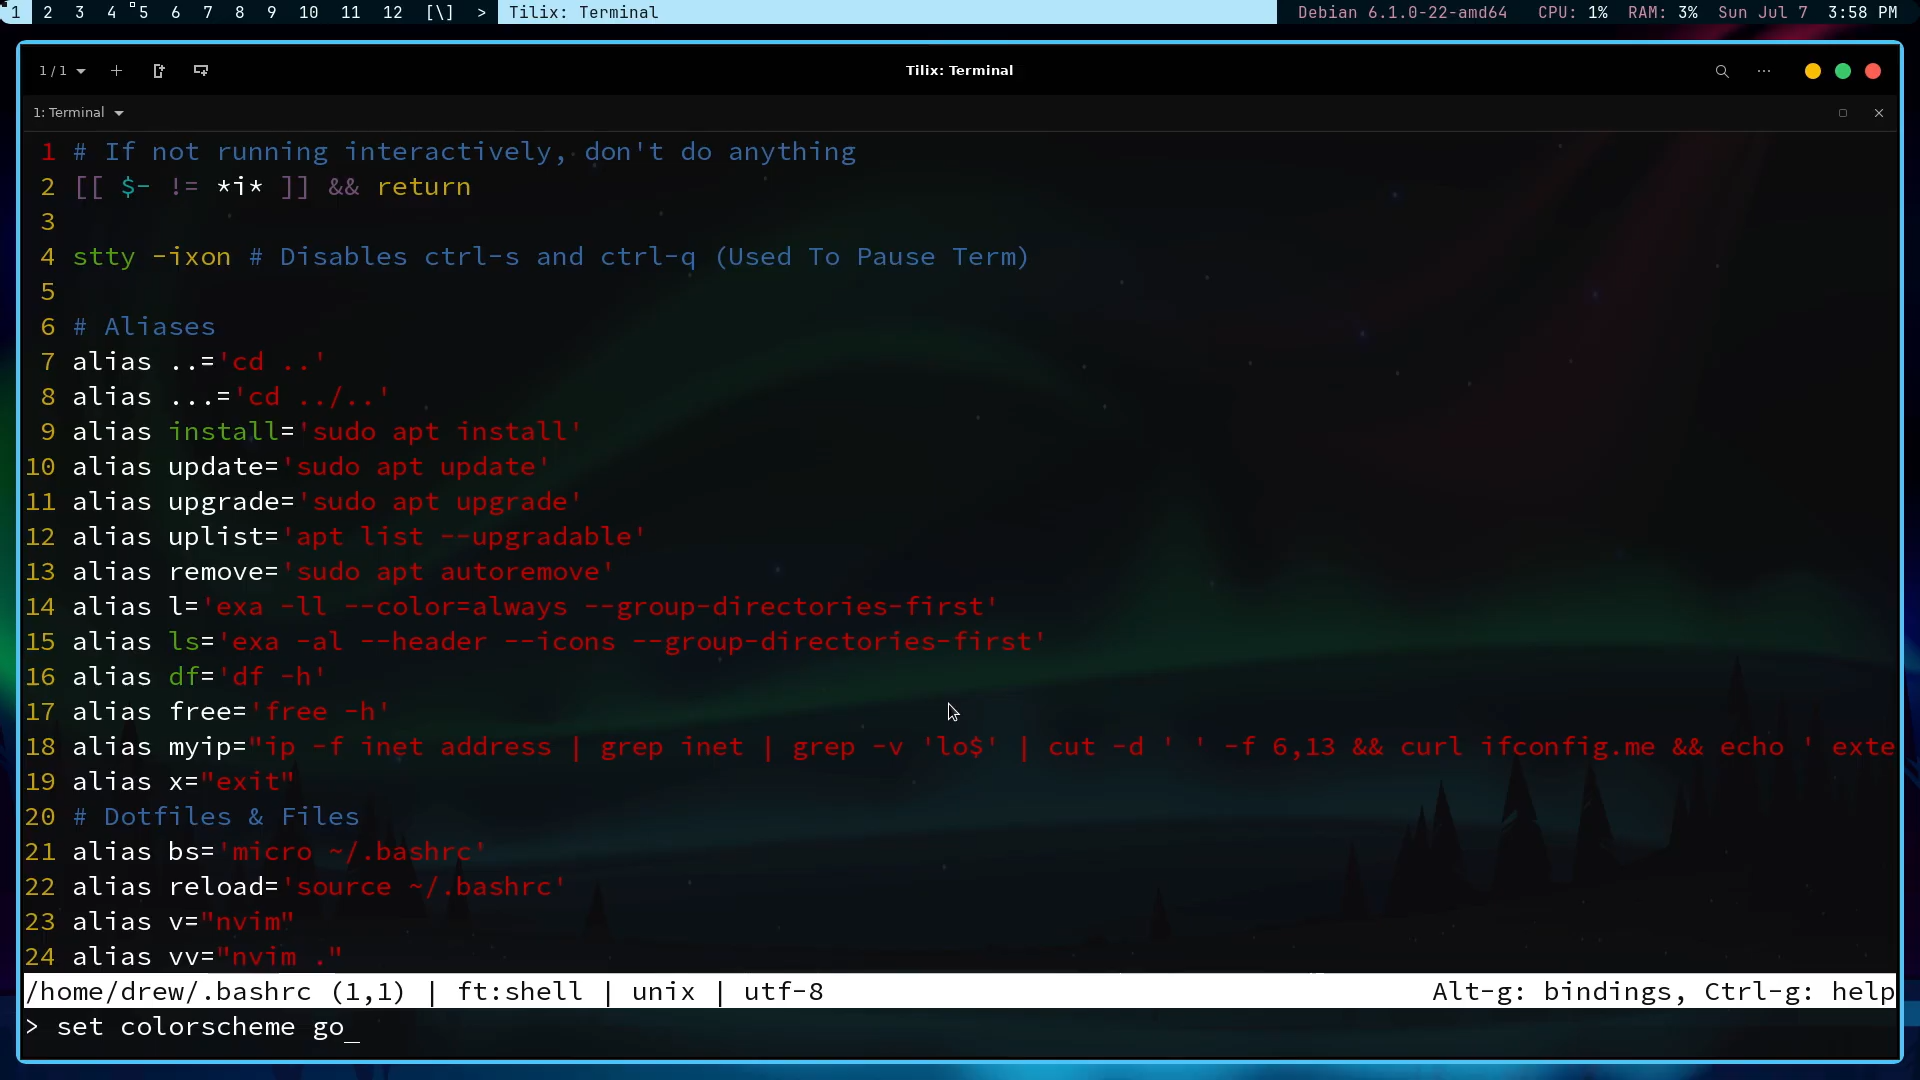 1 2 3 4 5 6 7 8 9 10 11 12 [\] > Tilix: Terminal Debian 6.1.0-22-amd64 CPU: 1% RAM: 3% Sun Jul 7 3:58 PM
1 / 1 Tilix: Terminal
1: Terminal
1 # If not running interactively, don't do anything
2 [[ $- != *i* ]] && return
3
4 stty -ixon # Disables ctrl-s and ctrl-q (Used To Pause Term)
5
6 # Aliases
7 alias ..='cd ..'
8 alias ...='cd ../..'
9 alias install='sudo apt install'
10 alias update='sudo apt update'
11 alias upgrade='sudo apt upgrade'
12 alias uplist='apt list --upgradable'
13 alias remove='sudo apt autoremove'
14 alias l='exa -ll --color=always --group-directories-first'
15 alias ls='exa -al --header --icons --group-directories-first'
16 alias df='df -h'
17 alias free='free -h'
18 alias myip="ip -f inet address | grep inet | grep -v 'lo$' | cut -d ' ' -f 6,13 && curl ifconfig.me && echo ' exte
19 alias x="exit"
20 # Dotfiles & Files
21 alias bs='micro ~/.bashrc'
22 alias reload='source ~/.bashrc'
23 alias v="nvim"
24 alias vv="nvim ."
/home/drew/.bashrc (1,1) | ft:shell | unix | utf-8 Alt-g: bindings, Ctrl-g: help
> set colorscheme go_